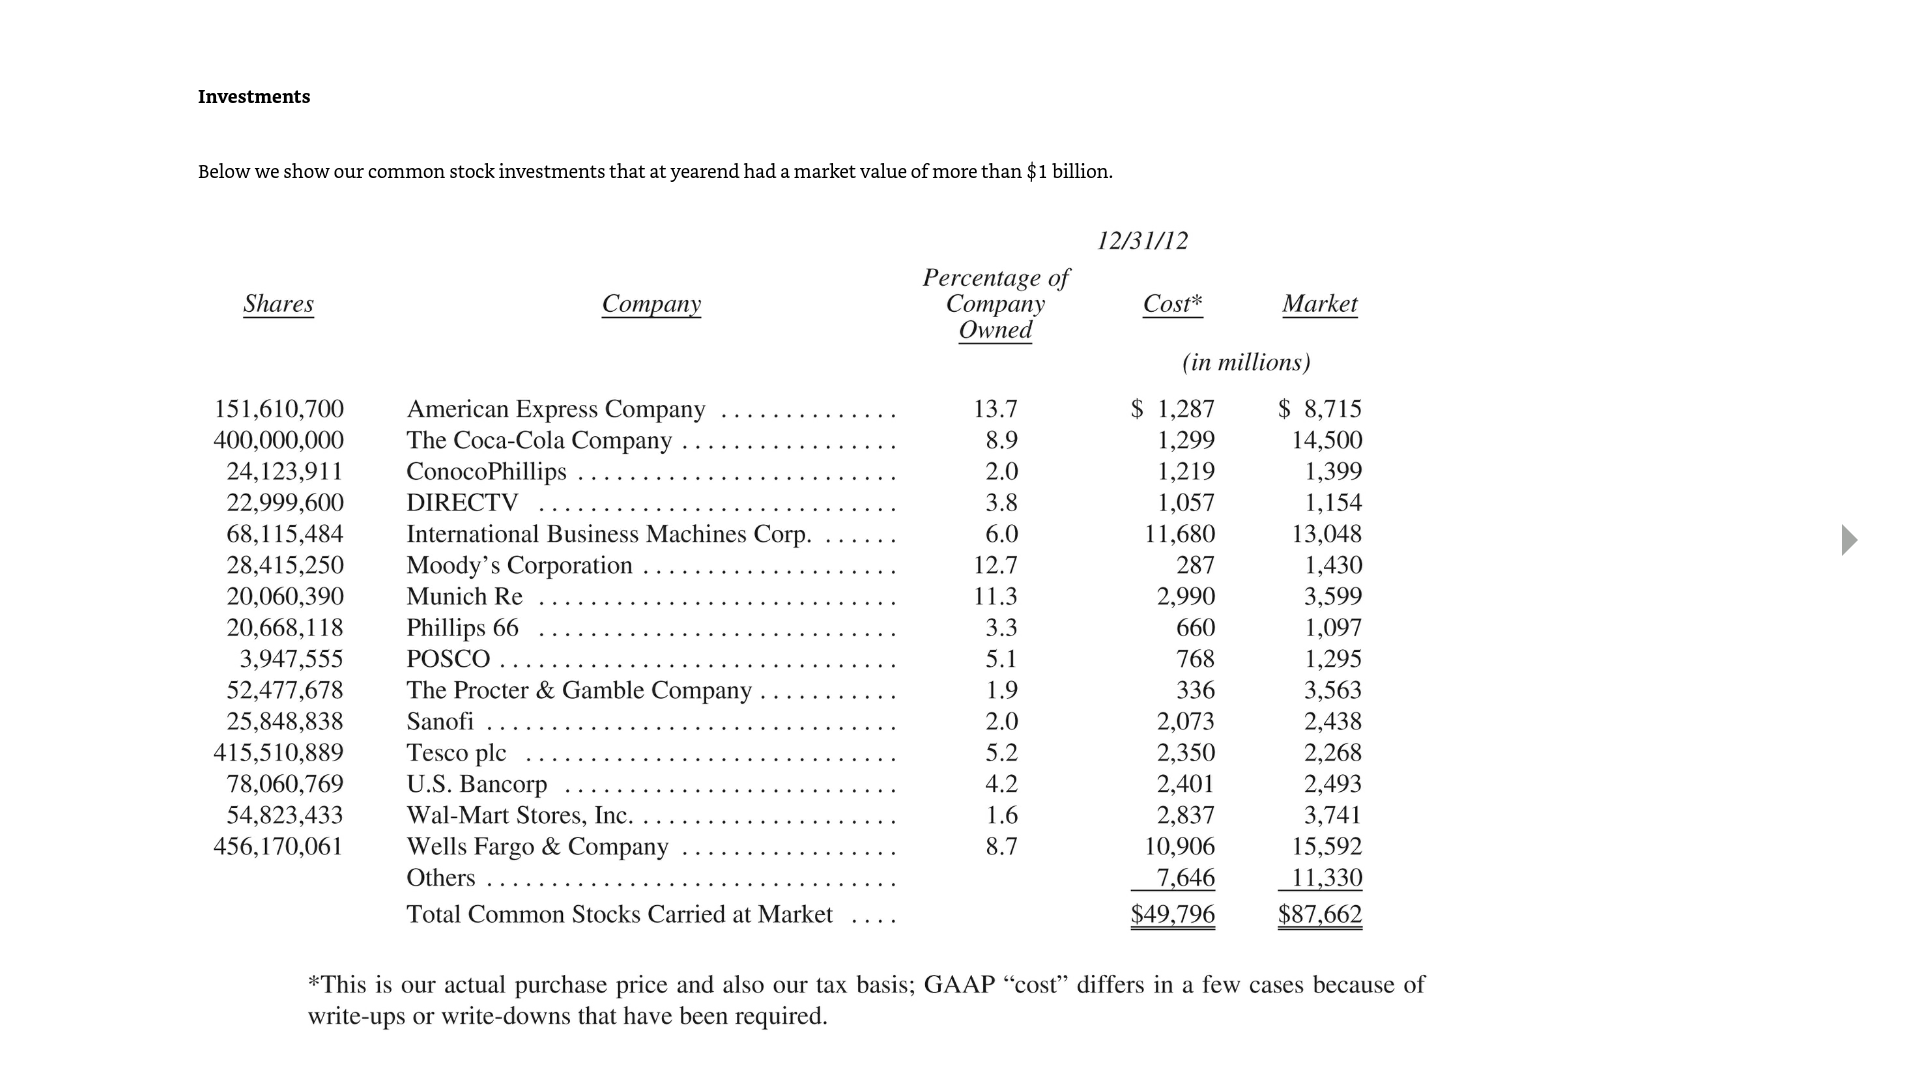 Investments
Below we show our common stock investments that at yearend had a market value of more than $1 billion.
12/31/12
Percentage of
Shares Company Company Cost* Market
Owned
(in millions)
151,610,700 American Express Company .............. 13.7 $ 1,287 $ 8,715
400,000,000 The Coca-Cola Company ................. 8.9 1,299 14,500
24,123,911 ConocoPhillips ......................... 2.0 1,219 1,399
22,999,600 DIRECTV ............................ 3.8 1,057 1,154
68,115,484 International Business Machines Corp. ...... 6.0 11,680 13,048
28,415,250 Moody’s Corporation .................... 12.7 287 1,430
20,060,390 Munich Re ............................ 11.3 2,990 3,599
20,668,118 Phillips 66 ............................ 3.3 660 1,097
3,947,555 POSCO ............................... 5.1 768 1,295
52,477,678 The Procter & Gamble Company ........... 1.9 336 3,563
25,848,838 Sanofi ................................ 2.0 2,073 2,438
415,510,889 Tesco plc ............................. 5.2 2,350 2,268
78,060,769 U.S. Bancorp .......................... 4.2 2,401 2,493
54,823,433 Wal-Mart Stores, Inc. .................... 1.6 2,837 3,741
456,170,061 Wells Fargo & Company ................. 8.7 10,906 15,592
Others ................................ 7,646 11,330
Total Common Stocks Carried at Market .... $49,796 $87,662
*This is our actual purchase price and also our tax basis; GAAP “cost” differs in a few cases because of
write-ups or write-downs that have been required.